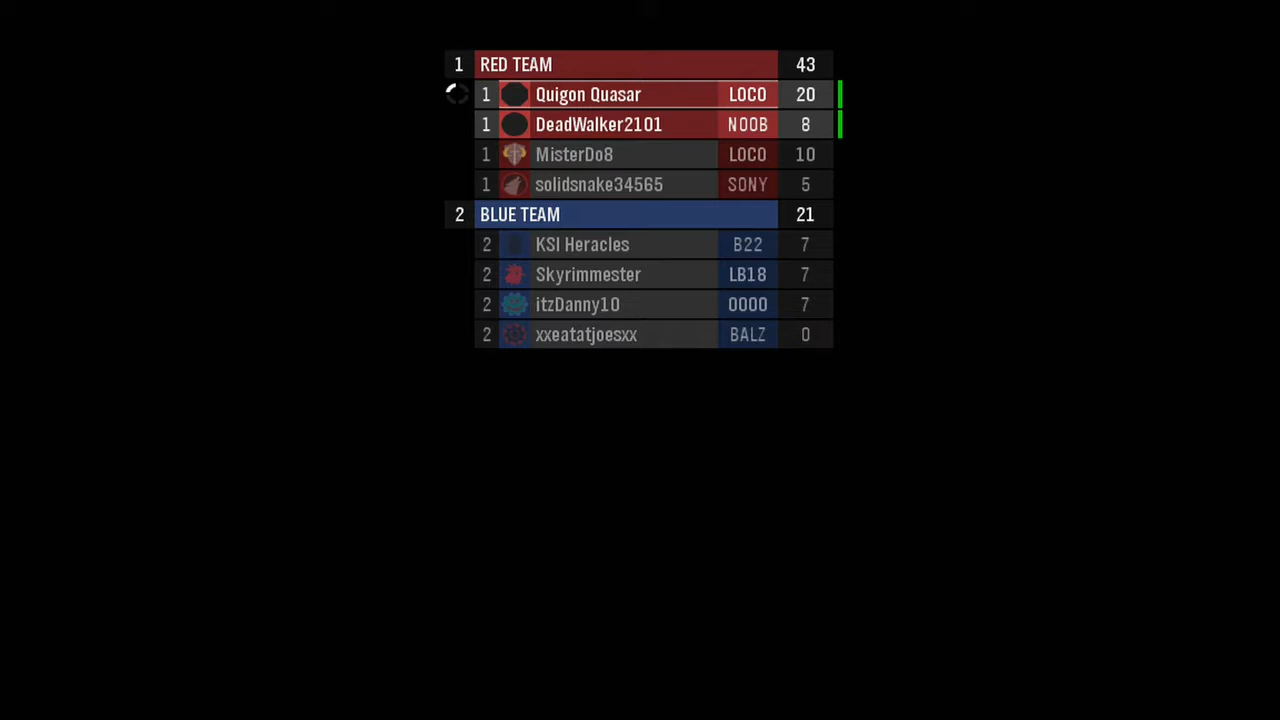 1 RED TEAM 43
1 Quigon Quasar LOCO 20
1 DeadWalker2101 NOOB 8
1 MisterDo8 LOCO 10
1 solidsnake34565 SONY 5
2 BLUE TEAM 21
2 KSI Heracles B22 7
2 Skyrimmester LB18 7
2 itzDanny10 OOOO 7
2 xxeatatjoesxx BALZ 0